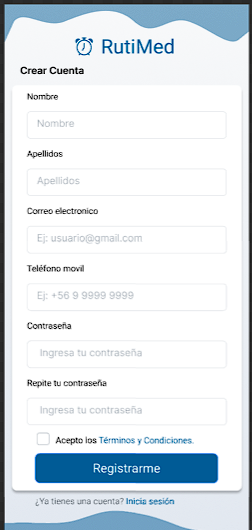 RutiMed
Crear Cuenta
Nombre
Nombre
Apellidos
Apellidos
Correo electronico
Ej: usuario@gmail.com
Teléfono movil
Ej: +56 9 9999 9999
Contraseña
Ingresa tu contraseña
Repite tu contraseña
Ingresa tu contraseña
Acepto los Términos y Condiciones.
Registrarme
¿Ya tienes una cuenta? Inicia sesión